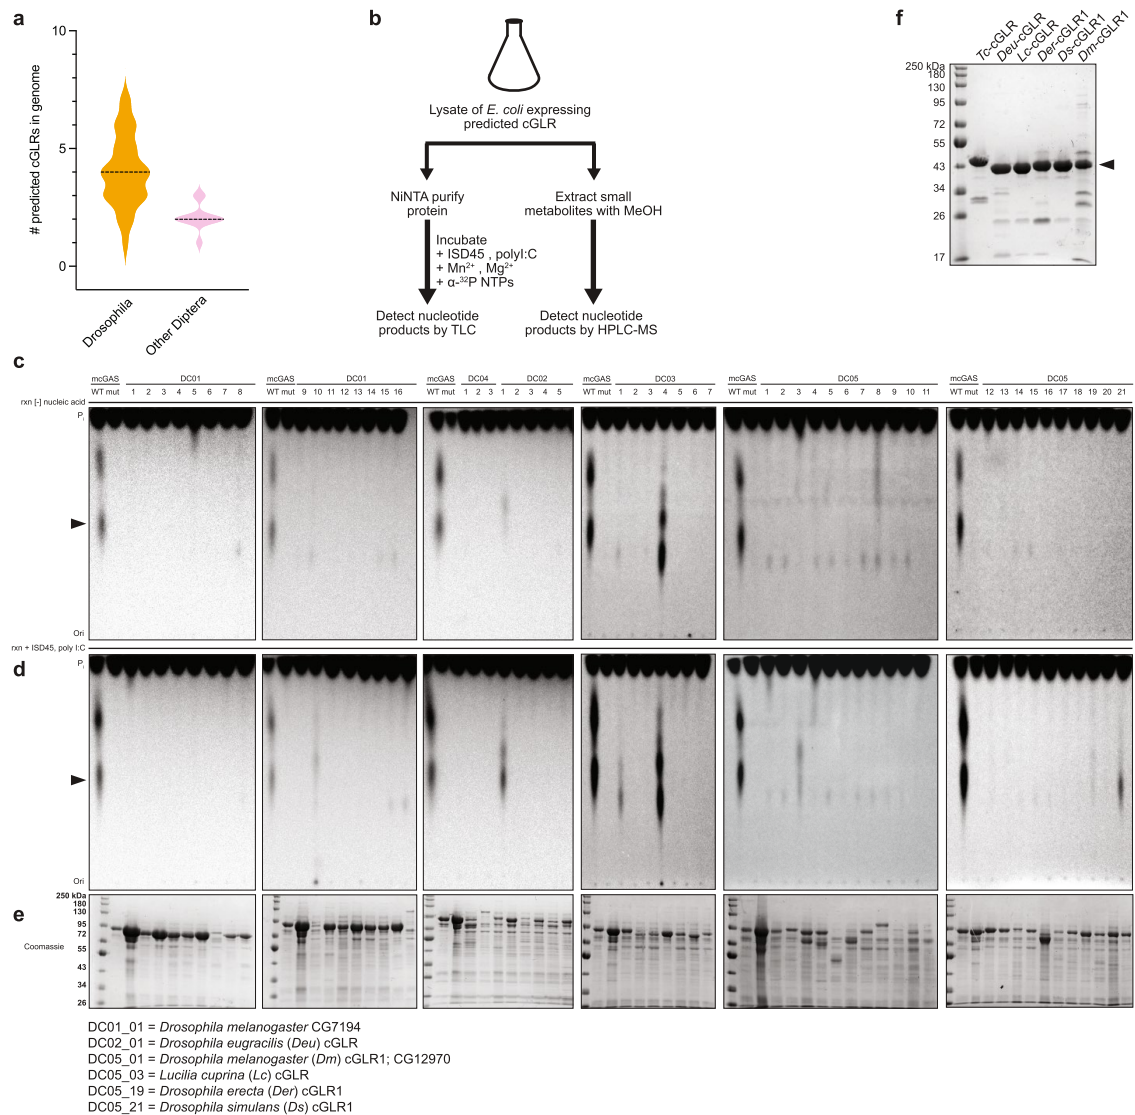 a
10
5
0
# predicted cGLRs in genome
Drosophila
Other Diptera
b
Lysate of E. coli expressing
predicted cGLR
NiNTA purify
protein
Extract small
metabolites with MeOH
Incubate
+ ISD45 , polyI:C
+ Mn²⁺ , Mg²⁺
+ α-³²P NTPs
Detect nucleotide
products by TLC
Detect nucleotide
products by HPLC-MS
f
Tc-cGLR
Deu-cGLR
Lc-cGLR
Der-cGLR1
Ds-cGLR1
Dm-cGLR1
250 kDa
180
130
95
72
55
43
34
26
17
c
mcGAS DC01 mcGAS DC01 mcGAS DC04 DC02 mcGAS DC03 mcGAS DC05 mcGAS DC05
WT mut 1 2 3 4 5 6 7 8 WT mut 9 10 11 12 13 14 15 16 WT mut 1 2 3 1 2 3 4 5 WT mut 1 2 3 4 5 6 7 WT mut 1 2 3 4 5 6 7 8 9 10 11 WT mut 12 13 14 15 16 17 18 19 20 21
rxn [-] nucleic acid
Pi
Ori
rxn + ISD45, poly I:C
d
Pi
Ori
e
250 kDa
180
130
95
72
55
43
34
26
Coomassie
DC01_01 = Drosophila melanogaster CG7194
DC02_01 = Drosophila eugracilis (Deu) cGLR
DC05_01 = Drosophila melanogaster (Dm) cGLR1; CG12970
DC05_03 = Lucilia cuprina (Lc) cGLR
DC05_19 = Drosophila erecta (Der) cGLR1
DC05_21 = Drosophila simulans (Ds) cGLR1